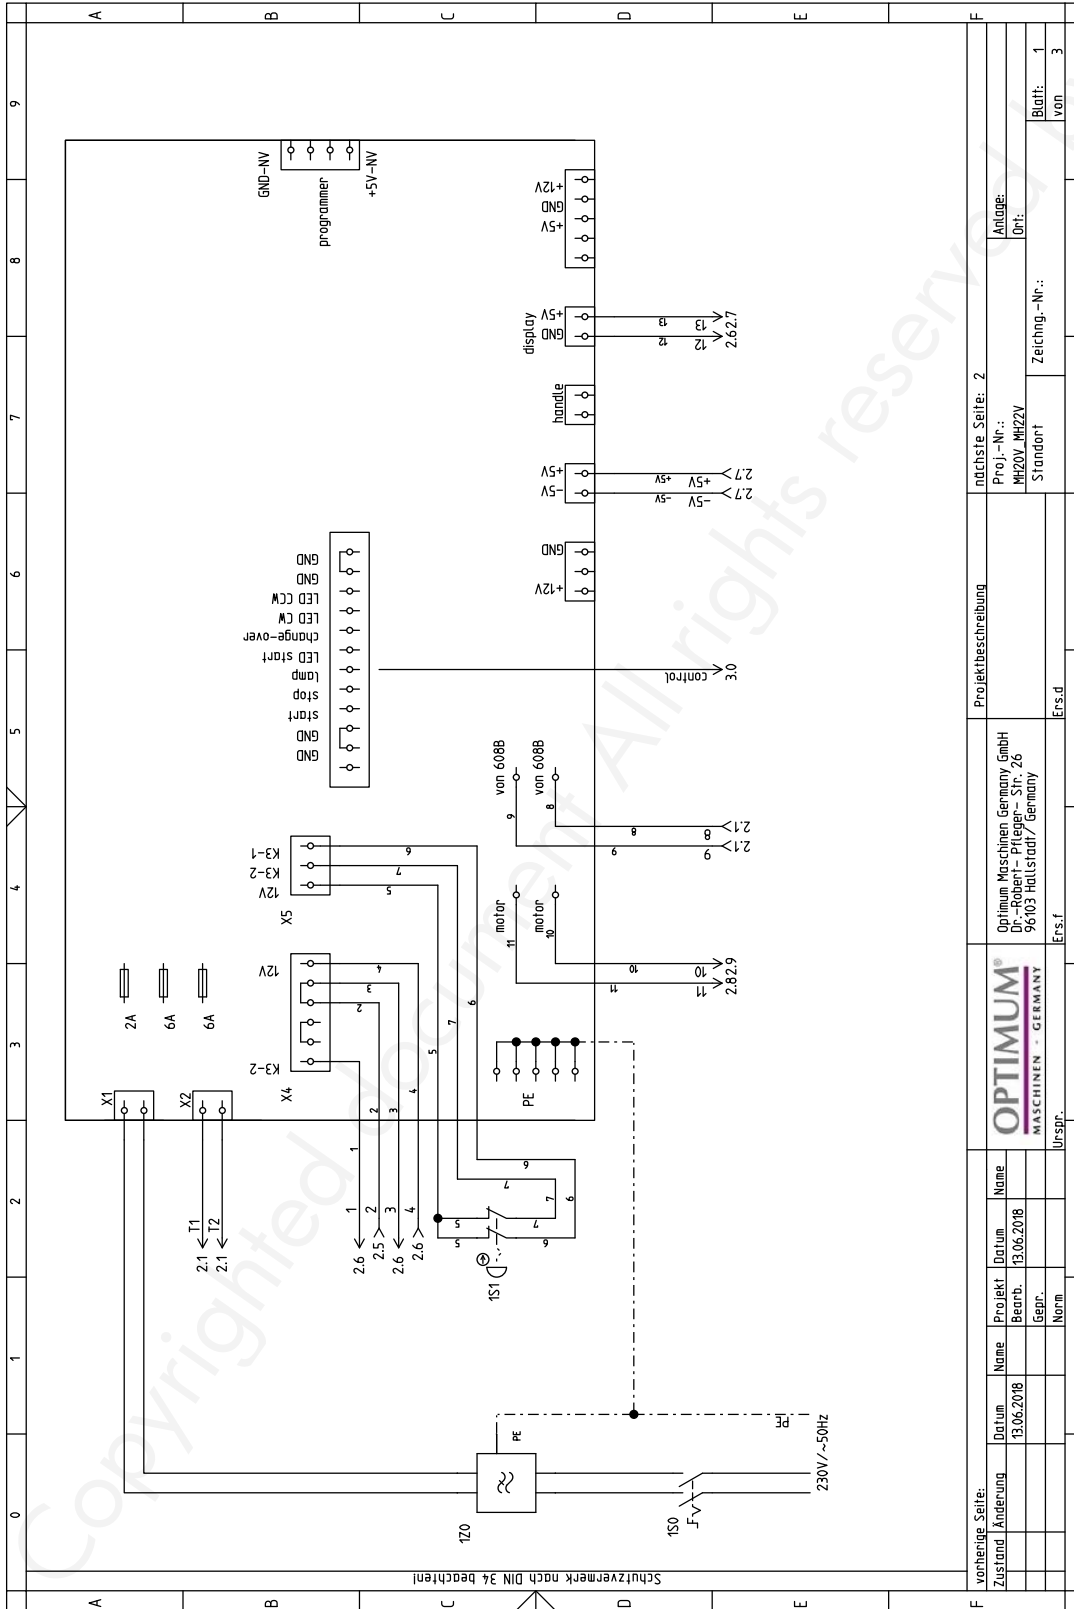 0 1 2 3 4 5 6 7 8 9
A
B
C
D
E
F
A
B
C
D
E
F
Schutzvermerk nach DIN 34 beachten!
Copyrighted document All rights reserved b
X1
X2
2A
6A
6A
T1
2.1
T2
2.1
GND-NV
programmer
+5V-NV
X4
K3-2
12V
X5
12V
K3-2
K3-1
GND
GND
start
stop
lamp
LED start
change-over
LED CW
LED CCW
GND
GND
1
2
3
4
2
3
4
5
7
6
1
2
3
4
2.6
2.5
2.6
2.6
1
2
3
4
5
7
6
5
5
7
6
7
6
7
6
1S1
PE
motor
11
motor
10
von 608B
9
von 608B
8
11
10
11
10
2.8
2.9
9
8
9
8
2.1
2.1
control
3.0
+12V
GND
-5V
+5V
-5V
+5V
-5V
+5V
2.7
2.7
handle
display
GND
+5V
12
13
12
13
2.6
2.7
+5V
GND
+12V
1Z0
PE
PE
1S0
230V/~50Hz
vorherige Seite:
Zustand
Änderung
Datum
Name
13.06.2018
Projekt
Datum
Name
Bearb.
13.06.2018
Gepr.
Norm
OPTIMUM®
MASCHINEN - GERMANY
Urspr.
Optimum Maschinen Germany GmbH
Dr.-Robert- Pfleger- Str. 26
96103 Hallstadt/ Germany
Ers.f
Projektbeschreibung
Ers.d
nächste Seite: 2
Proj.-Nr.:
MH20V_MH22V
Standort
Zeichng.-Nr.:
Anlage:
Ort:
Blatt: 1
von 3